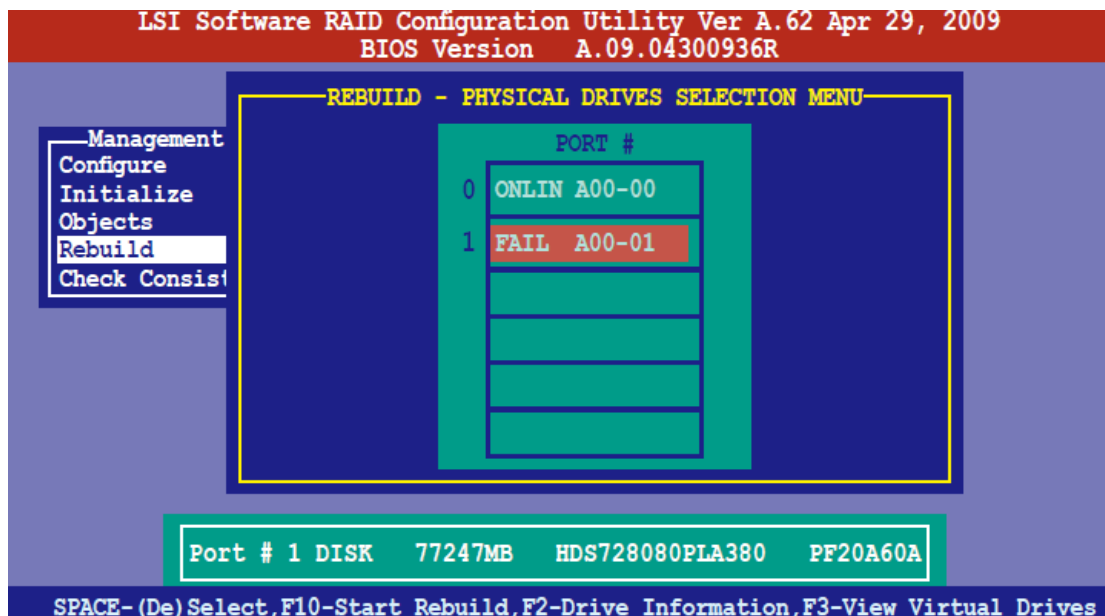 LSI Software RAID Configuration Utility Ver A.62 Apr 29, 2009
BIOS Version A.09.04300936R
REBUILD - PHYSICAL DRIVES SELECTION MENU
Management
Configure
Initialize
Objects
Rebuild
Check Consist
PORT #
0 ONLIN A00-00
1 FAIL A00-01
Port # 1 DISK 77247MB HDS728080PLA380 PF20A60A
SPACE-(De)Select,F10-Start Rebuild,F2-Drive Information,F3-View Virtual Drives